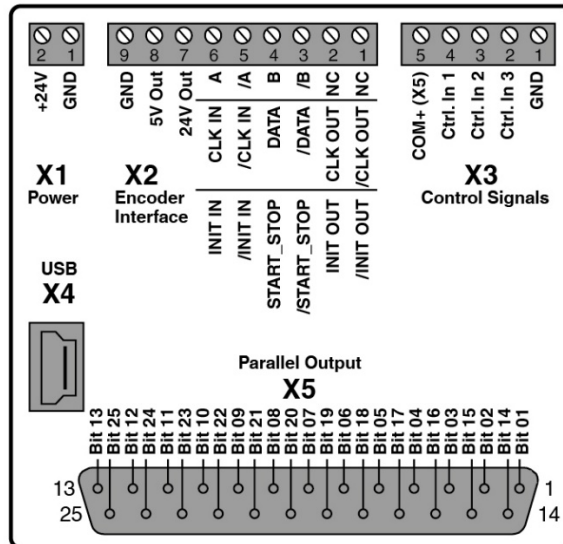 2 1
+24V GND
X1
Power
9 8 7 6 5 4 3 2 1
GND 5V Out 24V Out A /A B /B NC NC
CLK IN /CLK IN DATA /DATA CLK OUT /CLK OUT
INIT IN /INIT IN START_STOP /START_STOP INIT OUT /INIT OUT
X2
Encoder
Interface
5 4 3 2 1
COM+ (X5) Ctrl. In 1 Ctrl. In 2 Ctrl. In 3 GND
X3
Control Signals
USB
X4
Parallel Output
X5
Bit 13 Bit 25 Bit 12 Bit 24 Bit 11 Bit 23 Bit 10 Bit 22 Bit 09 Bit 21 Bit 08 Bit 20 Bit 07 Bit 19 Bit 06 Bit 18 Bit 05 Bit 17 Bit 04 Bit 16 Bit 03 Bit 15 Bit 02 Bit 14 Bit 01
13 1
25 14